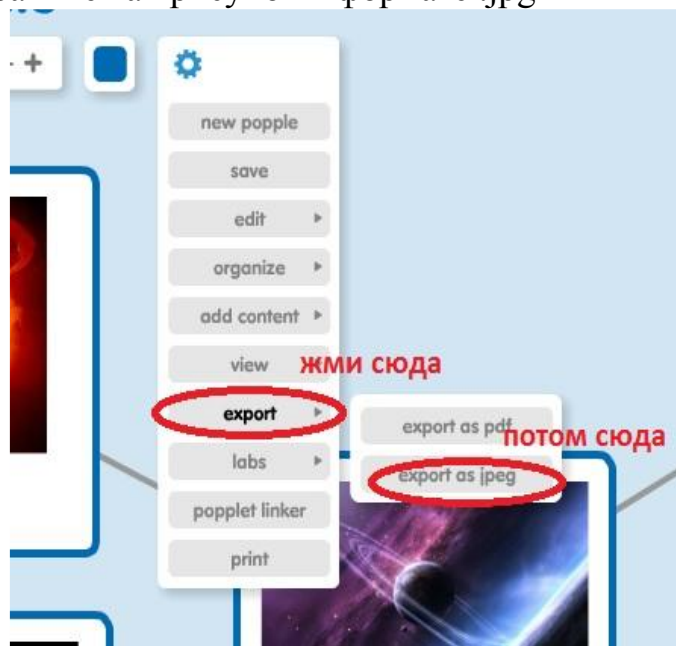 new popple
save
edit
organize
add content
view жми сюда
export
export as pdf
потом сюда
labs
export as jpeg
popplet linker
print